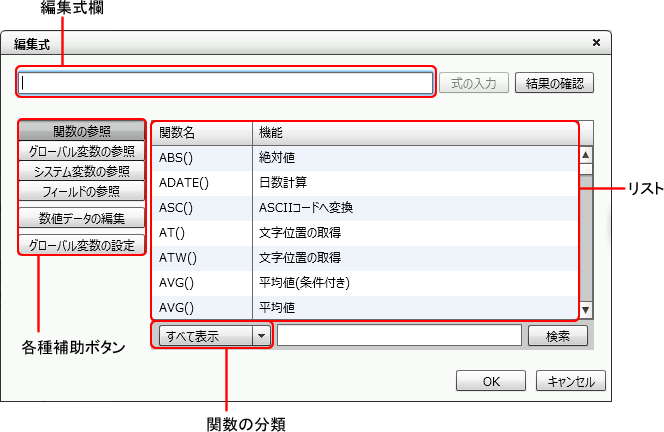 編集式欄
編集式
式の入力
結果の確認
関数の参照
グローバル変数の参照
システム変数の参照
フィールドの参照
数値データの編集
グローバル変数の設定
関数名 機能
ABS() 絶対値
ADATE() 日数計算
ASC() ASCIIコードへ変換
AT() 文字位置の取得
ATW() 文字位置の取得
AVG() 平均値(条件付き)
AVG() 平均値
リスト
各種補助ボタン
すべて表示
検索
OK
キャンセル
関数の分類